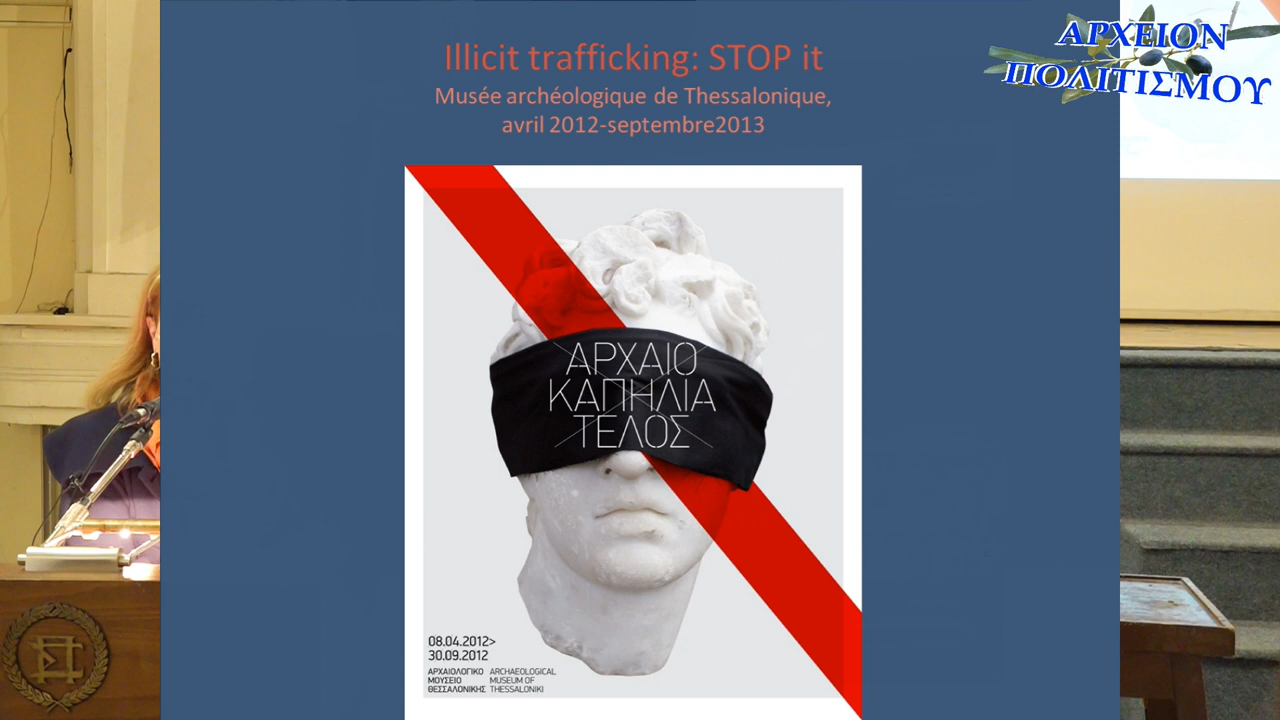 Illicit trafficking: STOP it
Musée archéologique de Thessalonique,
avril 2012-septembre2013
ΑΡΧΕΙΟΝ
ΠΟΛΙΤΙΣΜΟΥ
ΑΡΧΑΙΟ
ΚΑΠΗΛΙΑ
ΤΕΛΟΣ
08.04.2012>
30.09.2012
ΑΡΧΑΙΟΛΟΓΙΚΟ
ΜΟΥΣΕΙΟ
ΘΕΣΣΑΛΟΝΙΚΗΣ
ARCHAEOLOGICAL
MUSEUM OF
THESSALONIKI